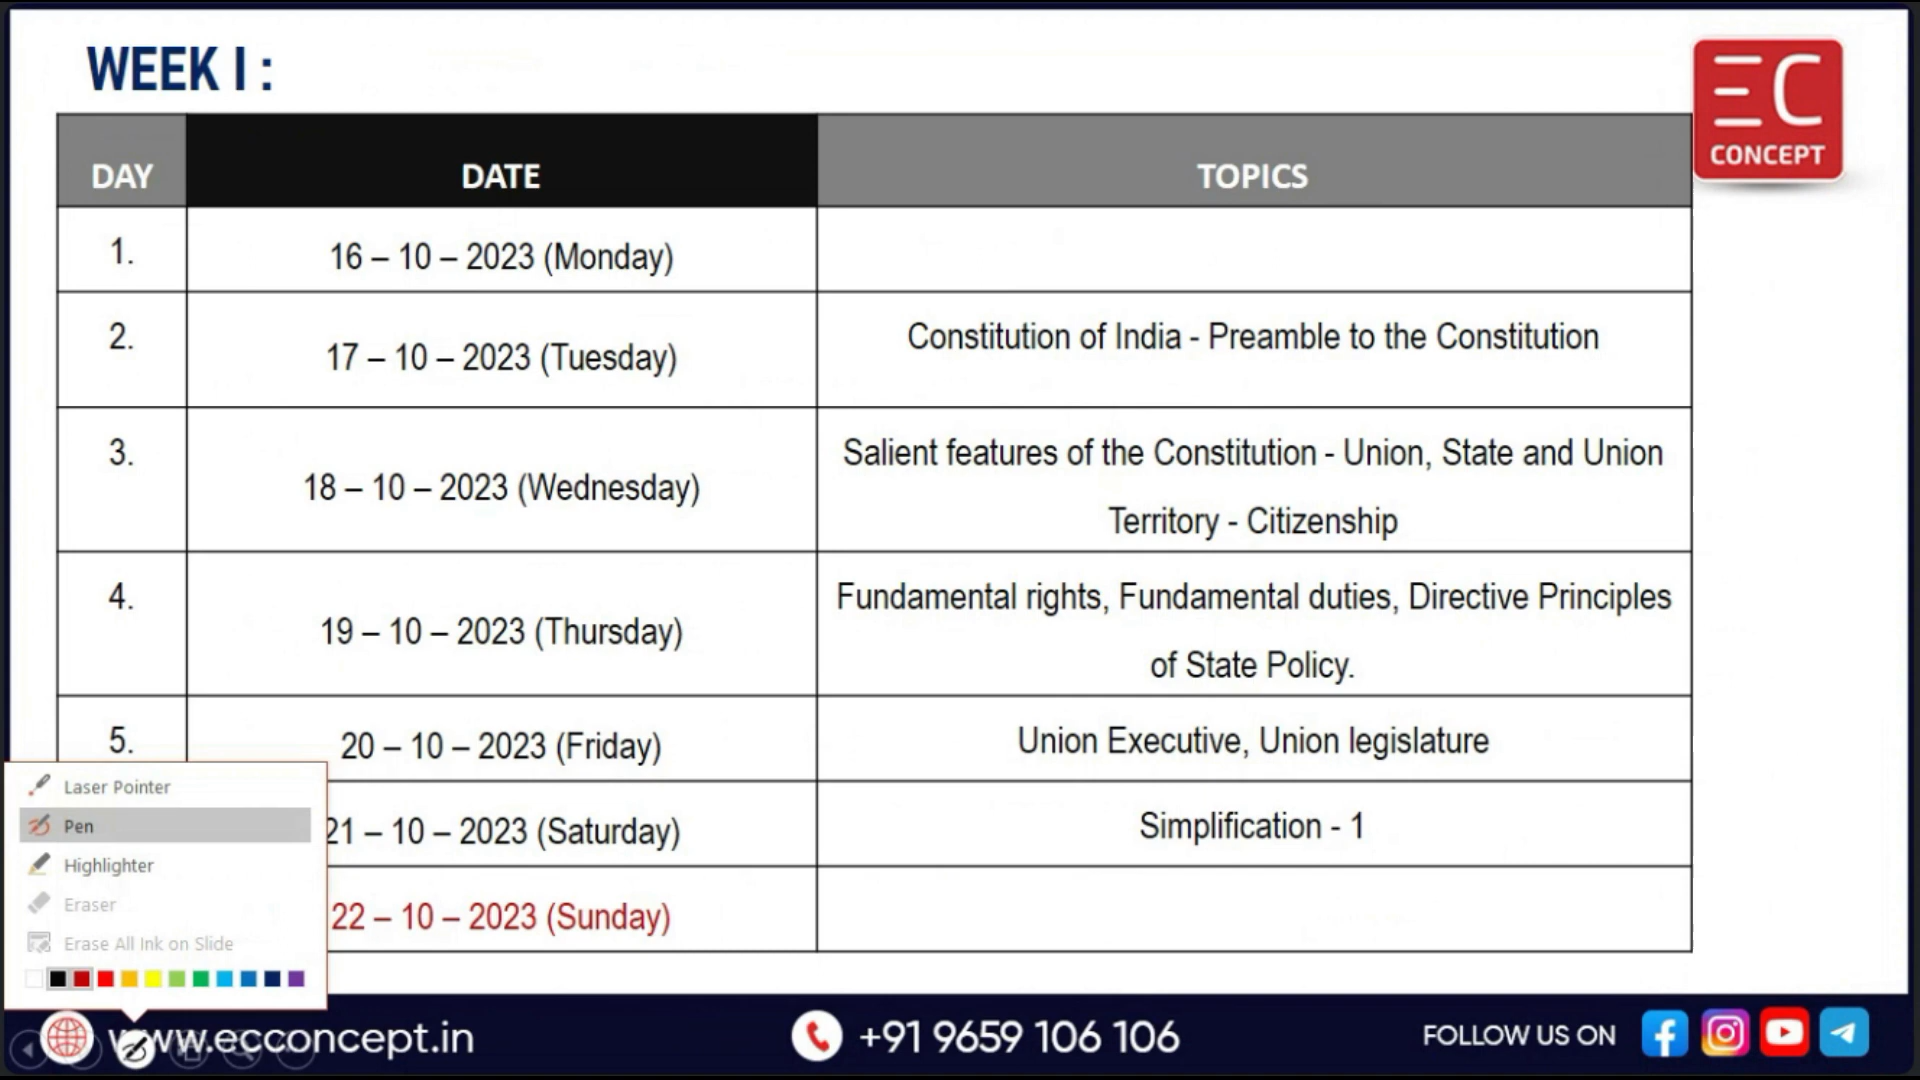 WEEK I :
EC
CONCEPT
DAY DATE TOPICS
1. 16 – 10 – 2023 (Monday)
2. 17 – 10 – 2023 (Tuesday) Constitution of India - Preamble to the Constitution
3. 18 – 10 – 2023 (Wednesday) Salient features of the Constitution - Union, State and Union
Territory - Citizenship
4. 19 – 10 – 2023 (Thursday) Fundamental rights, Fundamental duties, Directive Principles
of State Policy.
5. 20 – 10 – 2023 (Friday) Union Executive, Union legislature
21 – 10 – 2023 (Saturday) Simplification - 1
22 – 10 – 2023 (Sunday)
Laser Pointer
Pen
Highlighter
Eraser
Erase All Ink on Slide
www.ecconcept.in +91 9659 106 106 FOLLOW US ON